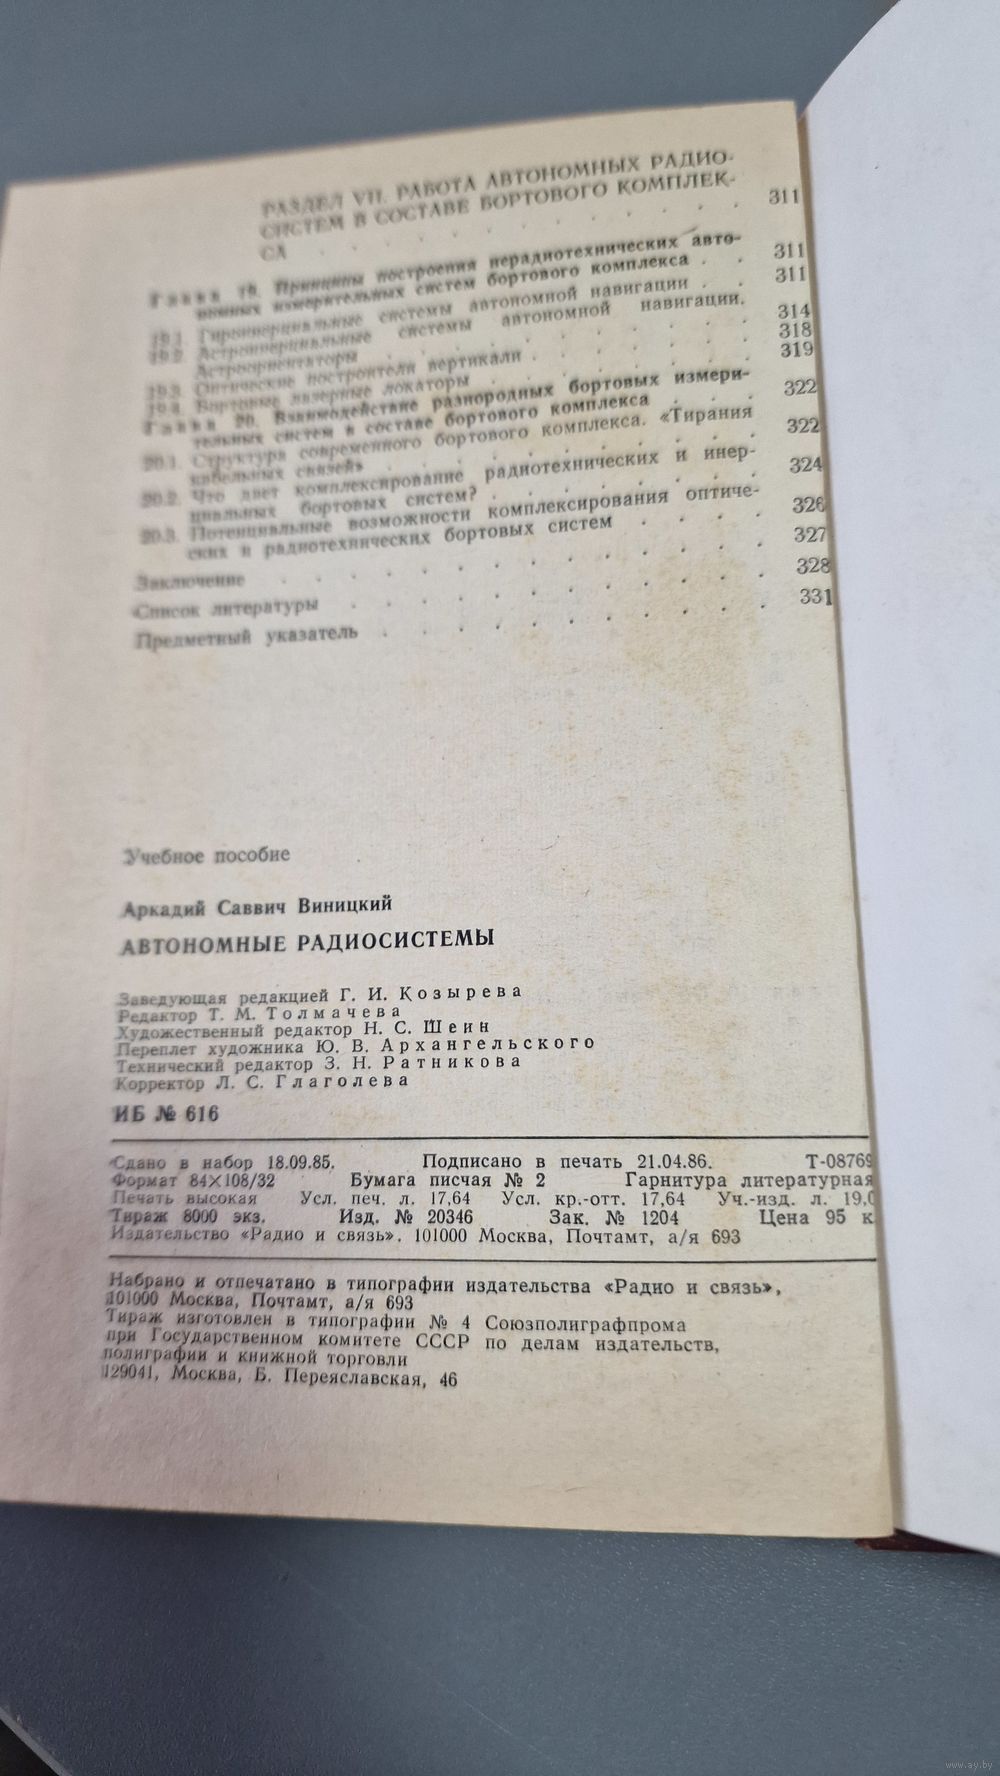 РАЗДЕЛ VII. РАБОТА АВТОНОМНЫХ РАДИО-
СИСТЕМ В СОСТАВЕ БОРТОВОГО КОМПЛЕК-
СА . . . . . . . . . . 311
Глава 19. Принципы построения нерадиотехнических авто-
номных измерительных систем бортового комплекса . . 311
19.1. Гироинерциальные системы автономной навигации . . 311
19.2. Астроинерциальные системы автономной навигации.
Астроориентаторы . . . . . . . . . 314
19.3. Оптические построители вертикали . . . . . . 318
19.4. Бортовые лазерные локаторы . . . . . . . 319
Глава 20. Взаимодействие разнородных бортовых измери-
тельных систем в составе бортового комплекса . . . 322
20.1. Структура современного бортового комплекса. «Тирания
кабельных связей» . . . . . . . . . 322
20.2. Что дает комплексирование радиотехнических и инер-
циальных бортовых систем? . . . . . . . 324
20.3. Потенциальные возможности комплексирования оптиче-
ских и радиотехнических бортовых систем . . . . 326
Заключение . . . . . . . . . . . 327
Список литературы . . . . . . . . . 328
Предметный указатель . . . . . . . . . 331
Учебное пособие
Аркадий Саввич Виницкий
АВТОНОМНЫЕ РАДИОСИСТЕМЫ
Заведующая редакцией Г. И. Козырева
Редактор Т. М. Толмачева
Художественный редактор Н. С. Шеин
Переплет художника Ю. В. Архангельского
Технический редактор З. Н. Ратникова
Корректор Л. С. Глаголева
ИБ № 616
Сдано в набор 18.09.85. Подписано в печать 21.04.86. Т-08769
Формат 84×108/32 Бумага писчая № 2 Гарнитура литературная
Печать высокая Усл. печ. л. 17,64 Усл. кр.-отт. 17,64 Уч.-изд. л. 19,0
Тираж 8000 экз. Изд. № 20346 Зак. № 1204 Цена 95 к
Издательство «Радио и связь». 101000 Москва, Почтамт, а/я 693
Набрано и отпечатано в типографии издательства «Радио и связь»,
101000 Москва, Почтамт, а/я 693
Тираж изготовлен в типографии № 4 Союзполиграфпрома
при Государственном комитете СССР по делам издательств,
полиграфии и книжной торговли
129041, Москва, Б. Переяславская, 46
www.ay.by